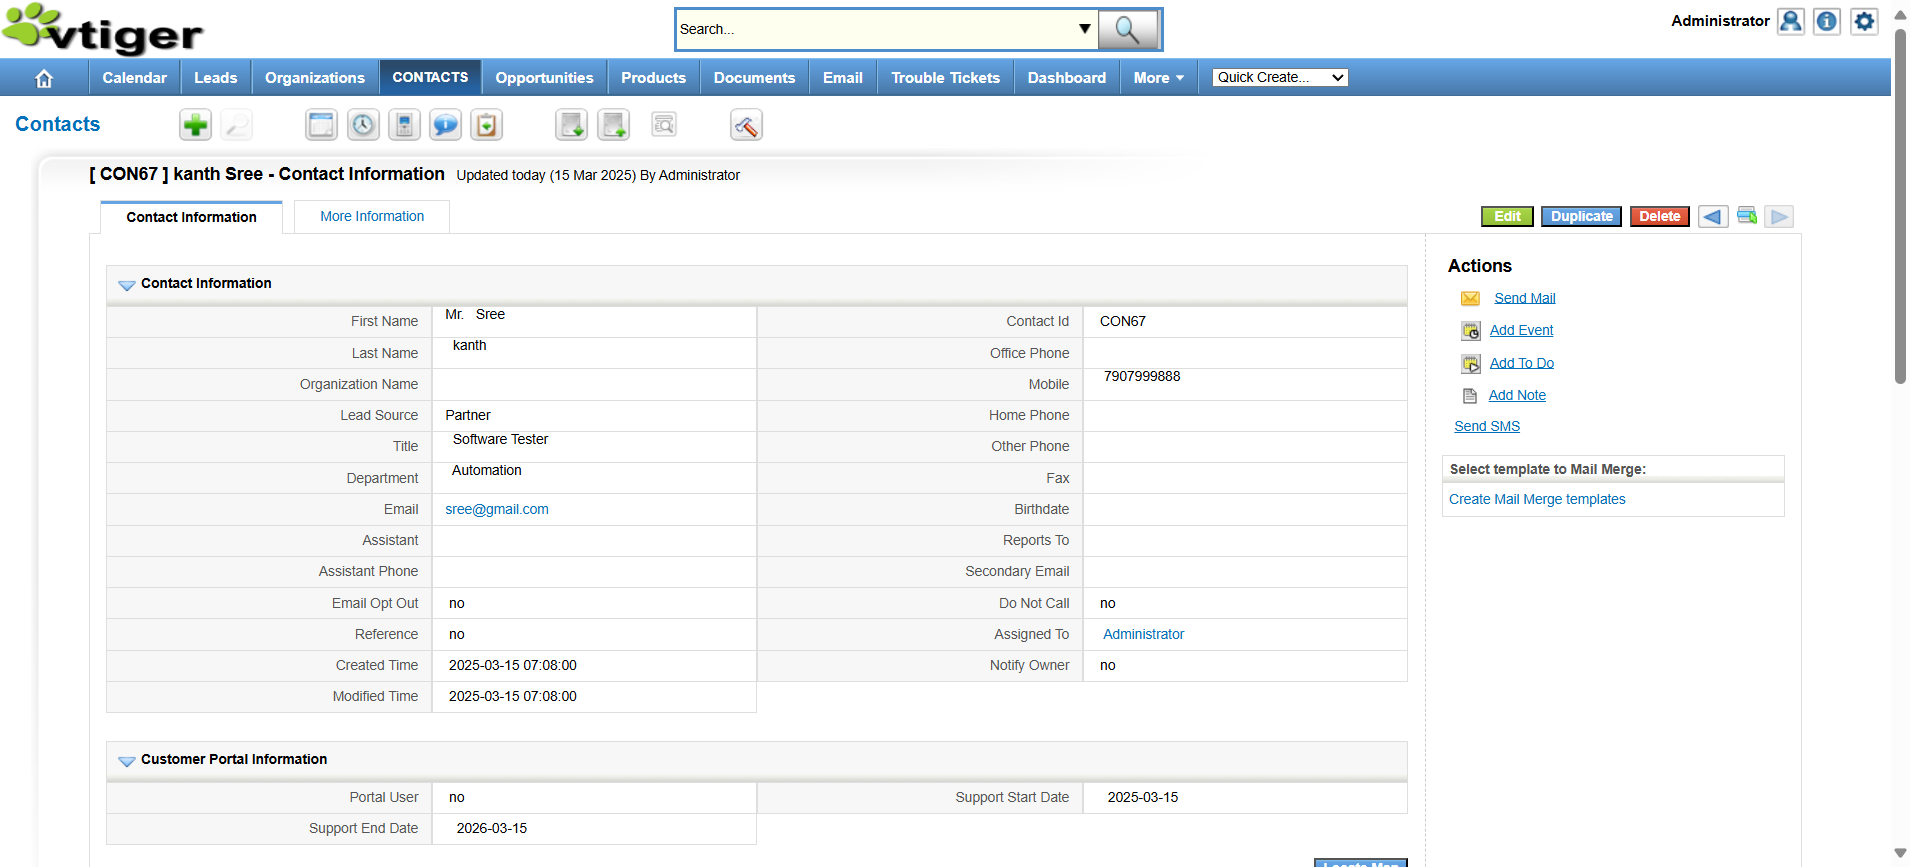 vtiger
Search...
Administrator
Calendar Leads Organizations CONTACTS Opportunities Products Documents Email Trouble Tickets Dashboard More Quick Create...
Contacts
[ CON67 ] kanth Sree - Contact Information Updated today (15 Mar 2025) By Administrator
Contact Information More Information
Edit Duplicate Delete
Contact Information
First Name Mr. Sree Contact Id CON67
Last Name kanth Office Phone
Organization Name Mobile 7907999888
Lead Source Partner Home Phone
Title Software Tester Other Phone
Department Automation Fax
Email sree@gmail.com Birthdate
Assistant Reports To
Assistant Phone Secondary Email
Email Opt Out no Do Not Call no
Reference no Assigned To Administrator
Created Time 2025-03-15 07:08:00 Notify Owner no
Modified Time 2025-03-15 07:08:00
Customer Portal Information
Portal User no Support Start Date 2025-03-15
Support End Date 2026-03-15
Locate Map
Actions
Send Mail
Add Event
Add To Do
Add Note
Send SMS
Select template to Mail Merge:
Create Mail Merge templates